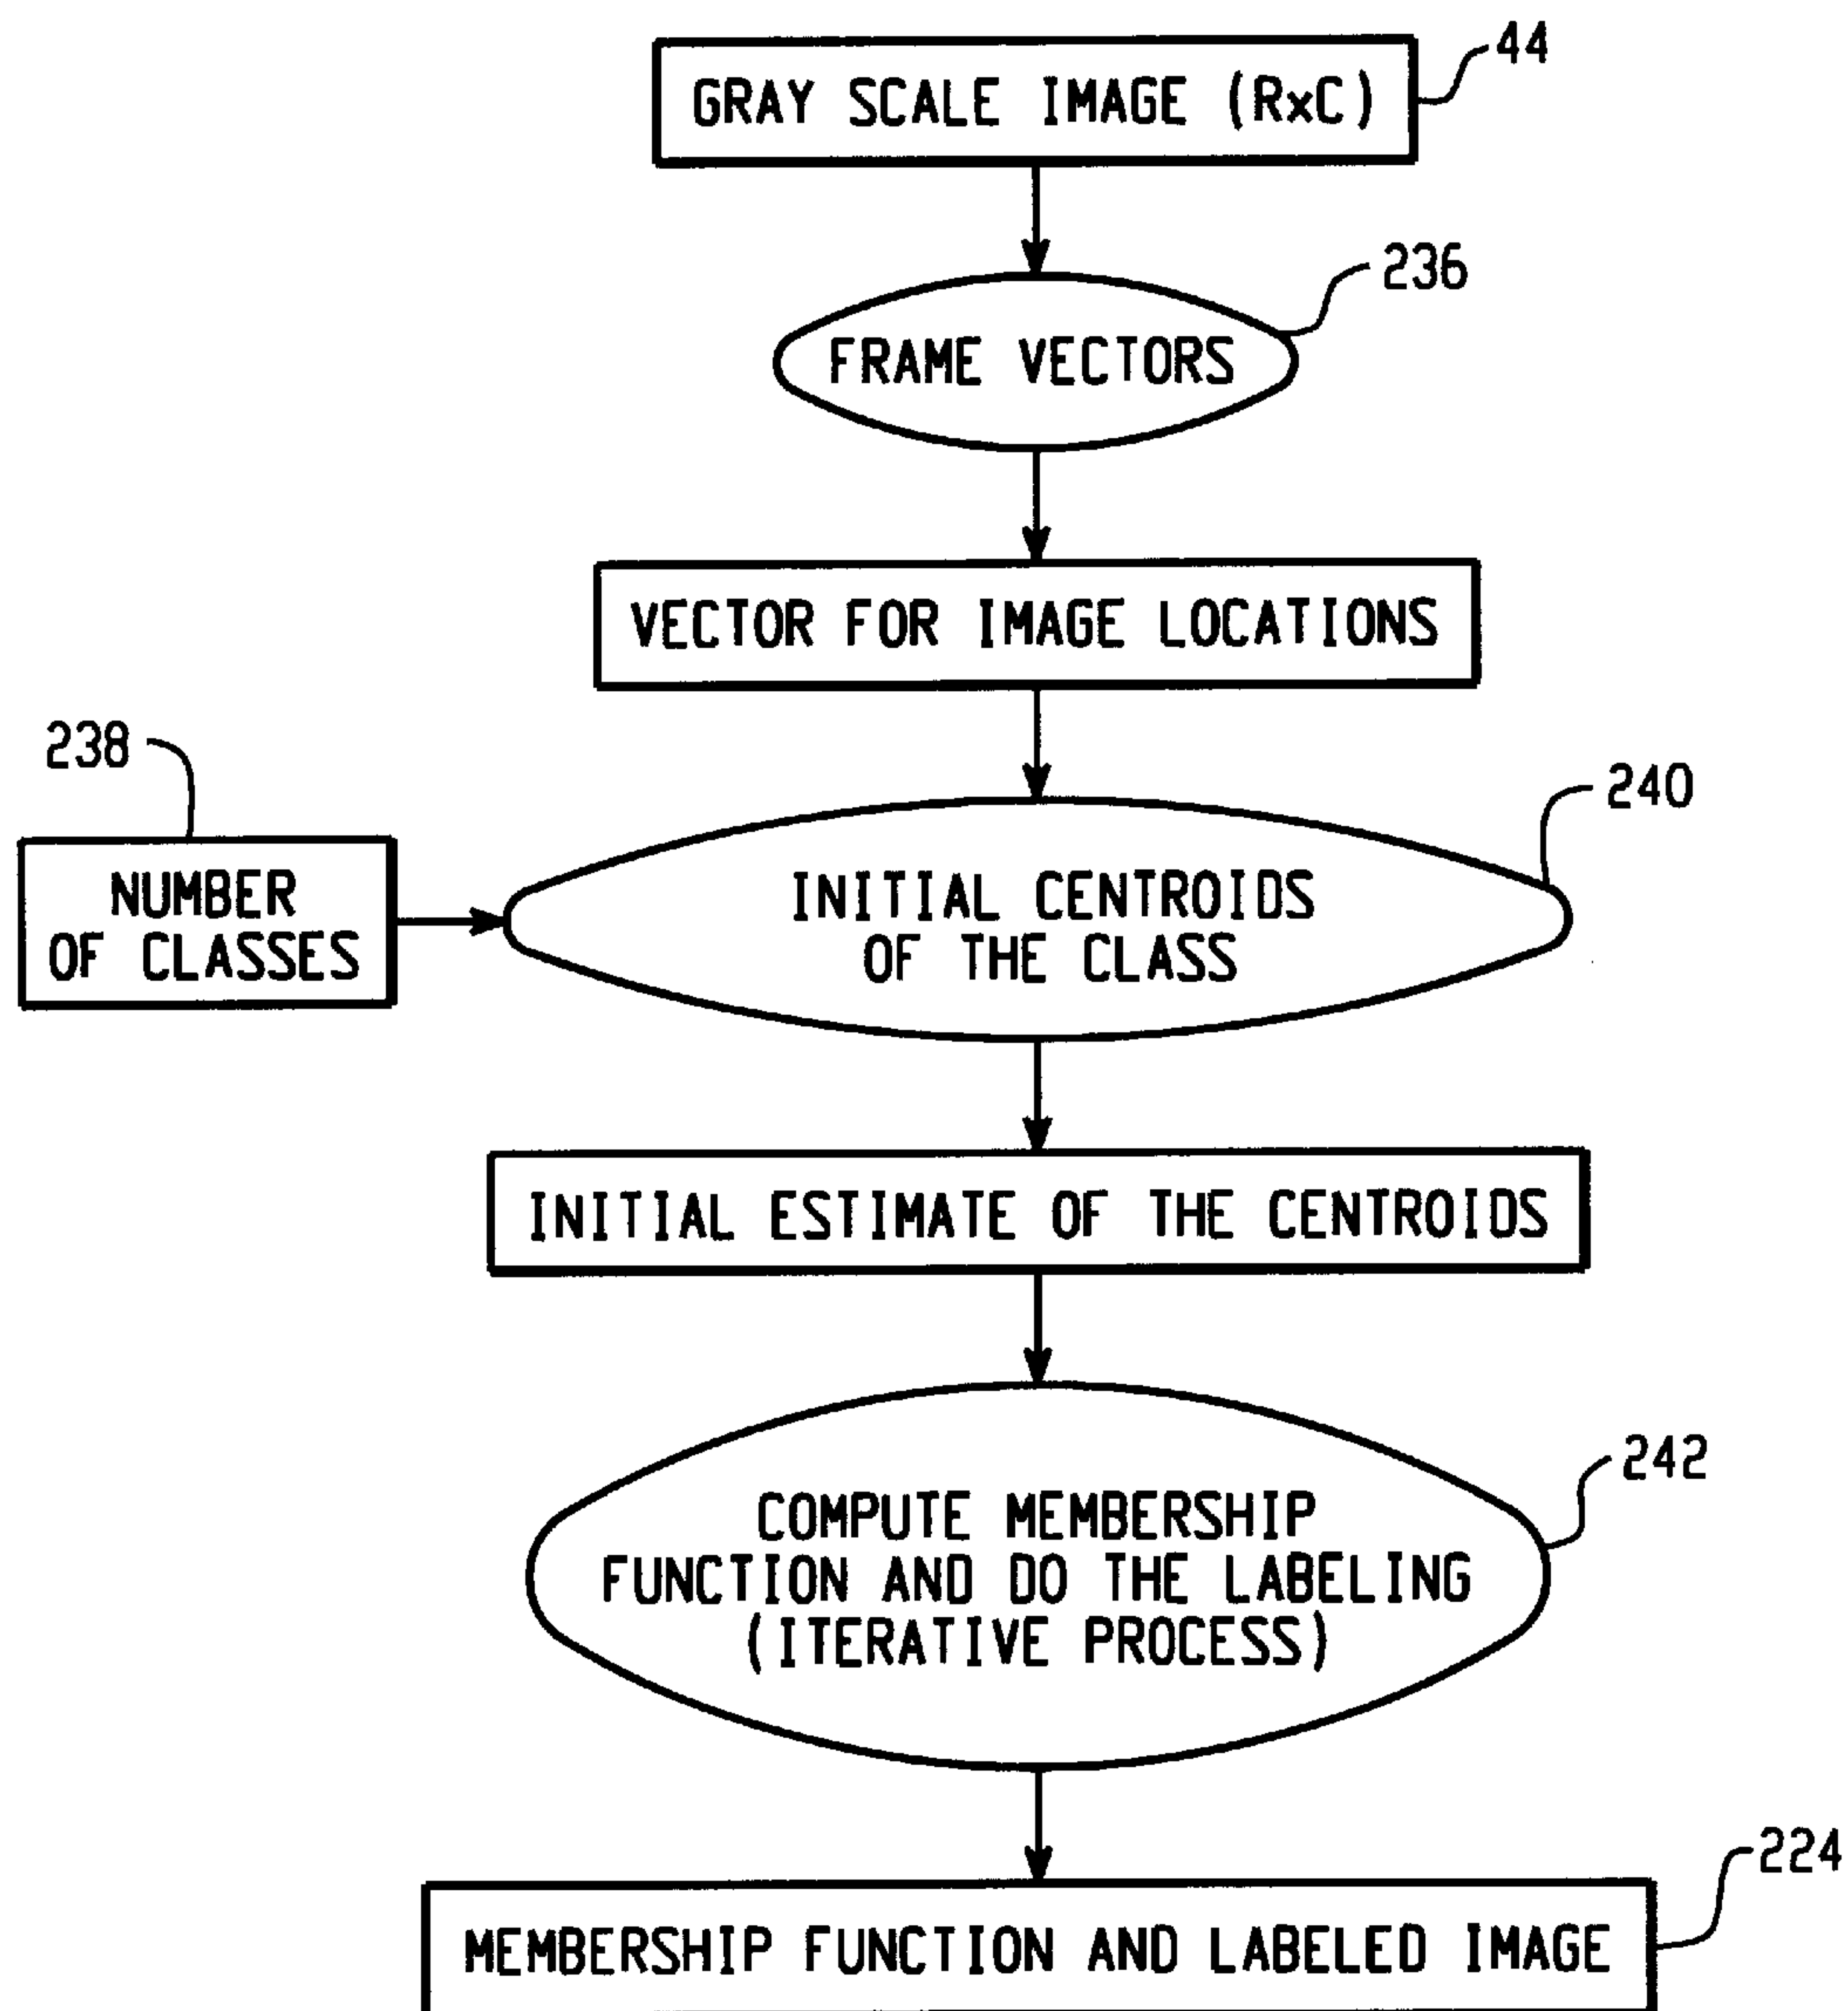 GRAY SCALE IMAGE (RxC)
44
236
FRAME VECTORS
VECTOR FOR IMAGE LOCATIONS
238
240
NUMBER
OF CLASSES
INITIAL CENTROIDS
OF THE CLASS
INITIAL ESTIMATE OF THE CENTROIDS
242
COMPUTE MEMBERSHIP
FUNCTION AND DO THE LABELING
(ITERATIVE PROCESS)
224
MEMBERSHIP FUNCTION AND LABELED IMAGE